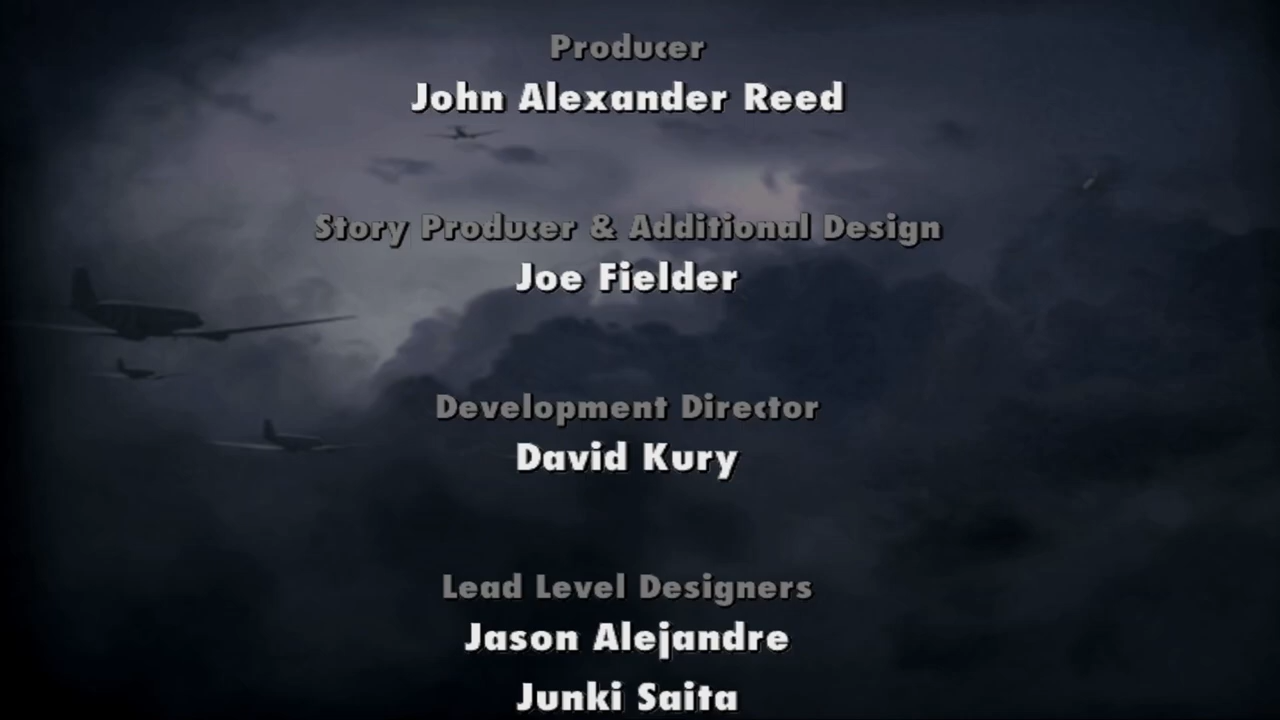 Producer
John Alexander Reed
Story Producer & Additional Design
Joe Fielder
Development Director
David Kury
Lead Level Designers
Jason Alejandre
Junki Saita